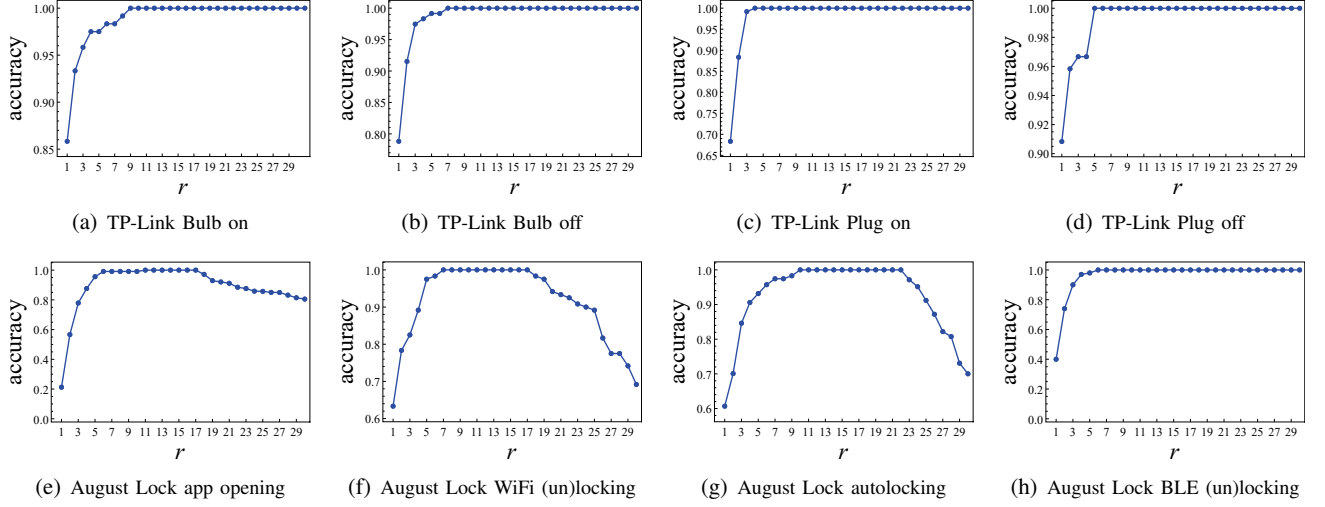 accuracy
1.00
0.95
0.90
0.85
1 3 5 7 9 11 13 15 17 19 21 23 25 27 29
r
(a) TP-Link Bulb on
accuracy
1.00
0.95
0.90
0.85
0.80
1 3 5 7 9 11 13 15 17 19 21 23 25 27 29
r
(b) TP-Link Bulb off
accuracy
1.00
0.95
0.90
0.85
0.80
0.75
0.70
0.65
1 3 5 7 9 11 13 15 17 19 21 23 25 27 29
r
(c) TP-Link Plug on
accuracy
1.00
0.98
0.96
0.94
0.92
0.90
1 3 5 7 9 11 13 15 17 19 21 23 25 27 29
r
(d) TP-Link Plug off
accuracy
1.0
0.8
0.6
0.4
0.2
0.0
1 3 5 7 9 11 13 15 17 19 21 23 25 27 29
r
(e) August Lock app opening
accuracy
1.0
0.9
0.8
0.7
0.6
1 3 5 7 9 11 13 15 17 19 21 23 25 27 29
r
(f) August Lock WiFi (un)locking
accuracy
1.0
0.9
0.8
0.7
0.6
1 3 5 7 9 11 13 15 17 19 21 23 25 27 29
r
(g) August Lock autolocking
accuracy
1.0
0.8
0.6
0.4
0.2
0.0
1 3 5 7 9 11 13 15 17 19 21 23 25 27 29
r
(h) August Lock BLE (un)locking